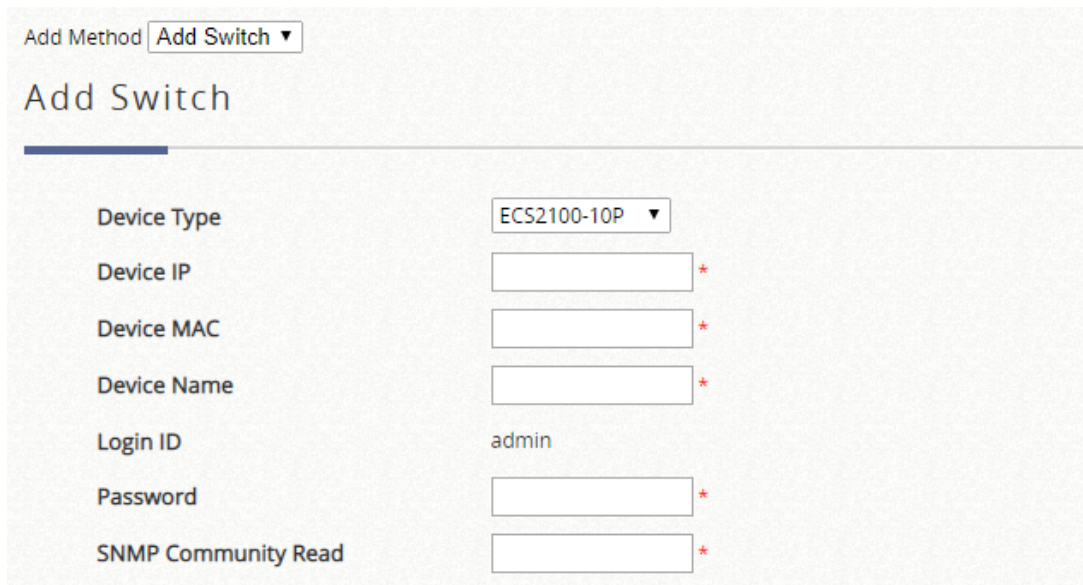 Add Method Add Switch ▼
Add Switch
Device Type ECS2100-10P ▼
Device IP *
Device MAC *
Device Name *
Login ID admin
Password *
SNMP Community Read *